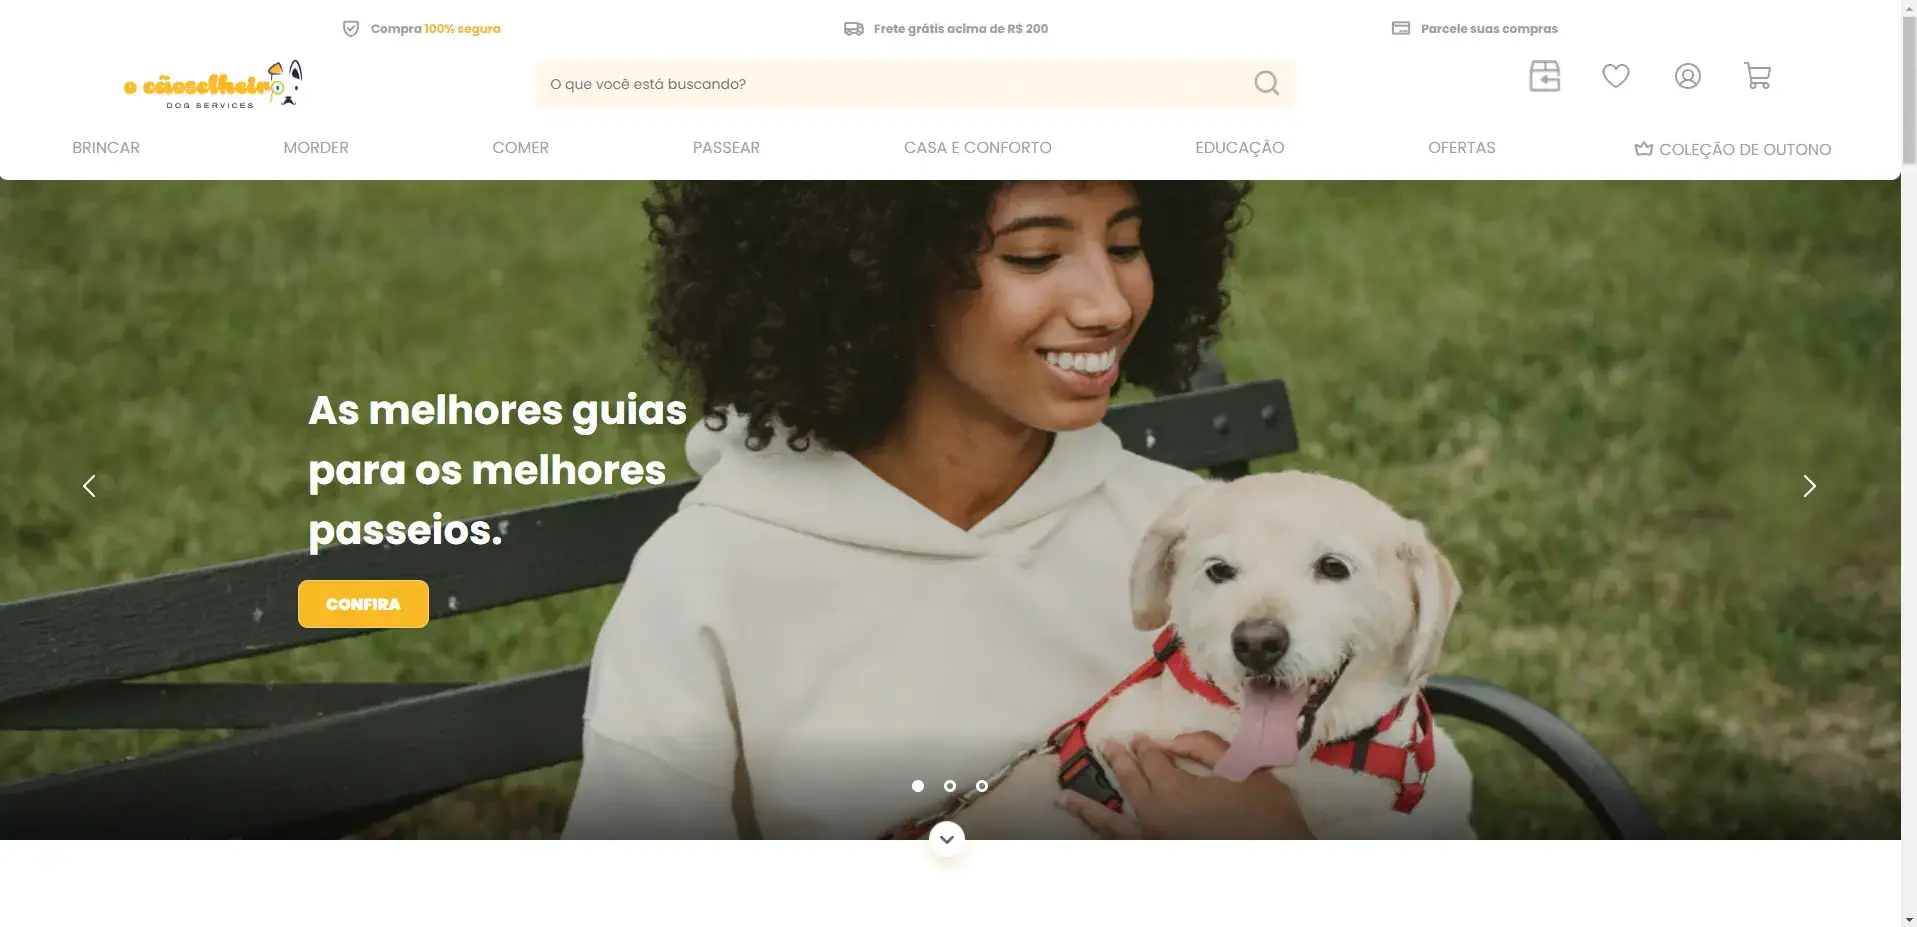 Compra 100% segura
Frete grátis acima de R$ 200
Parcele suas compras
o cãoselheiro
DOG SERVICES
O que você está buscando?
BRINCAR
MORDER
COMER
PASSEAR
CASA E CONFORTO
EDUCAÇÃO
OFERTAS
COLEÇÃO DE OUTONO
As melhores guias
para os melhores
passeios.
CONFIRA